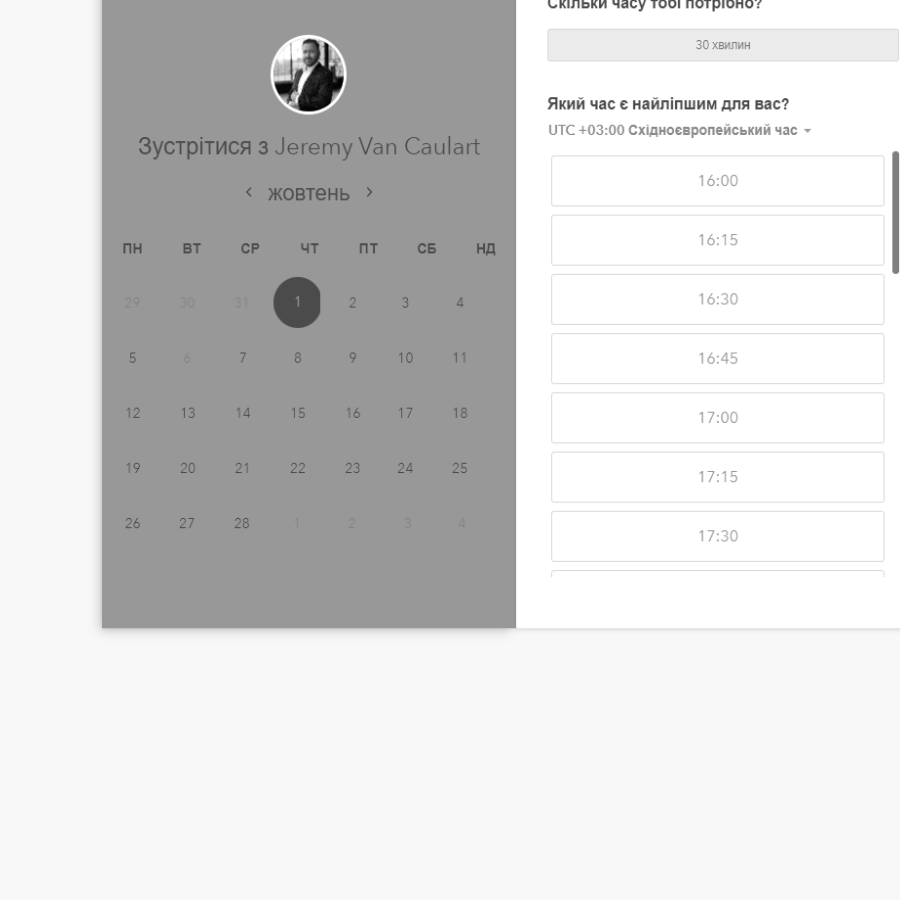 Скільки часу тобі потрібно?
30 хвилин
Який час є найліпшим для вас?
UTC +03:00 Східноєвропейський час
16:00
16:15
16:30
16:45
17:00
17:15
17:30
Зустрітися з Jeremy Van Caulart
жовтень
ПН ВТ СР ЧТ ПТ СБ НД
29 30 31 1 2 3 4
5 6 7 8 9 10 11
12 13 14 15 16 17 18
19 20 21 22 23 24 25
26 27 28 1 2 3 4